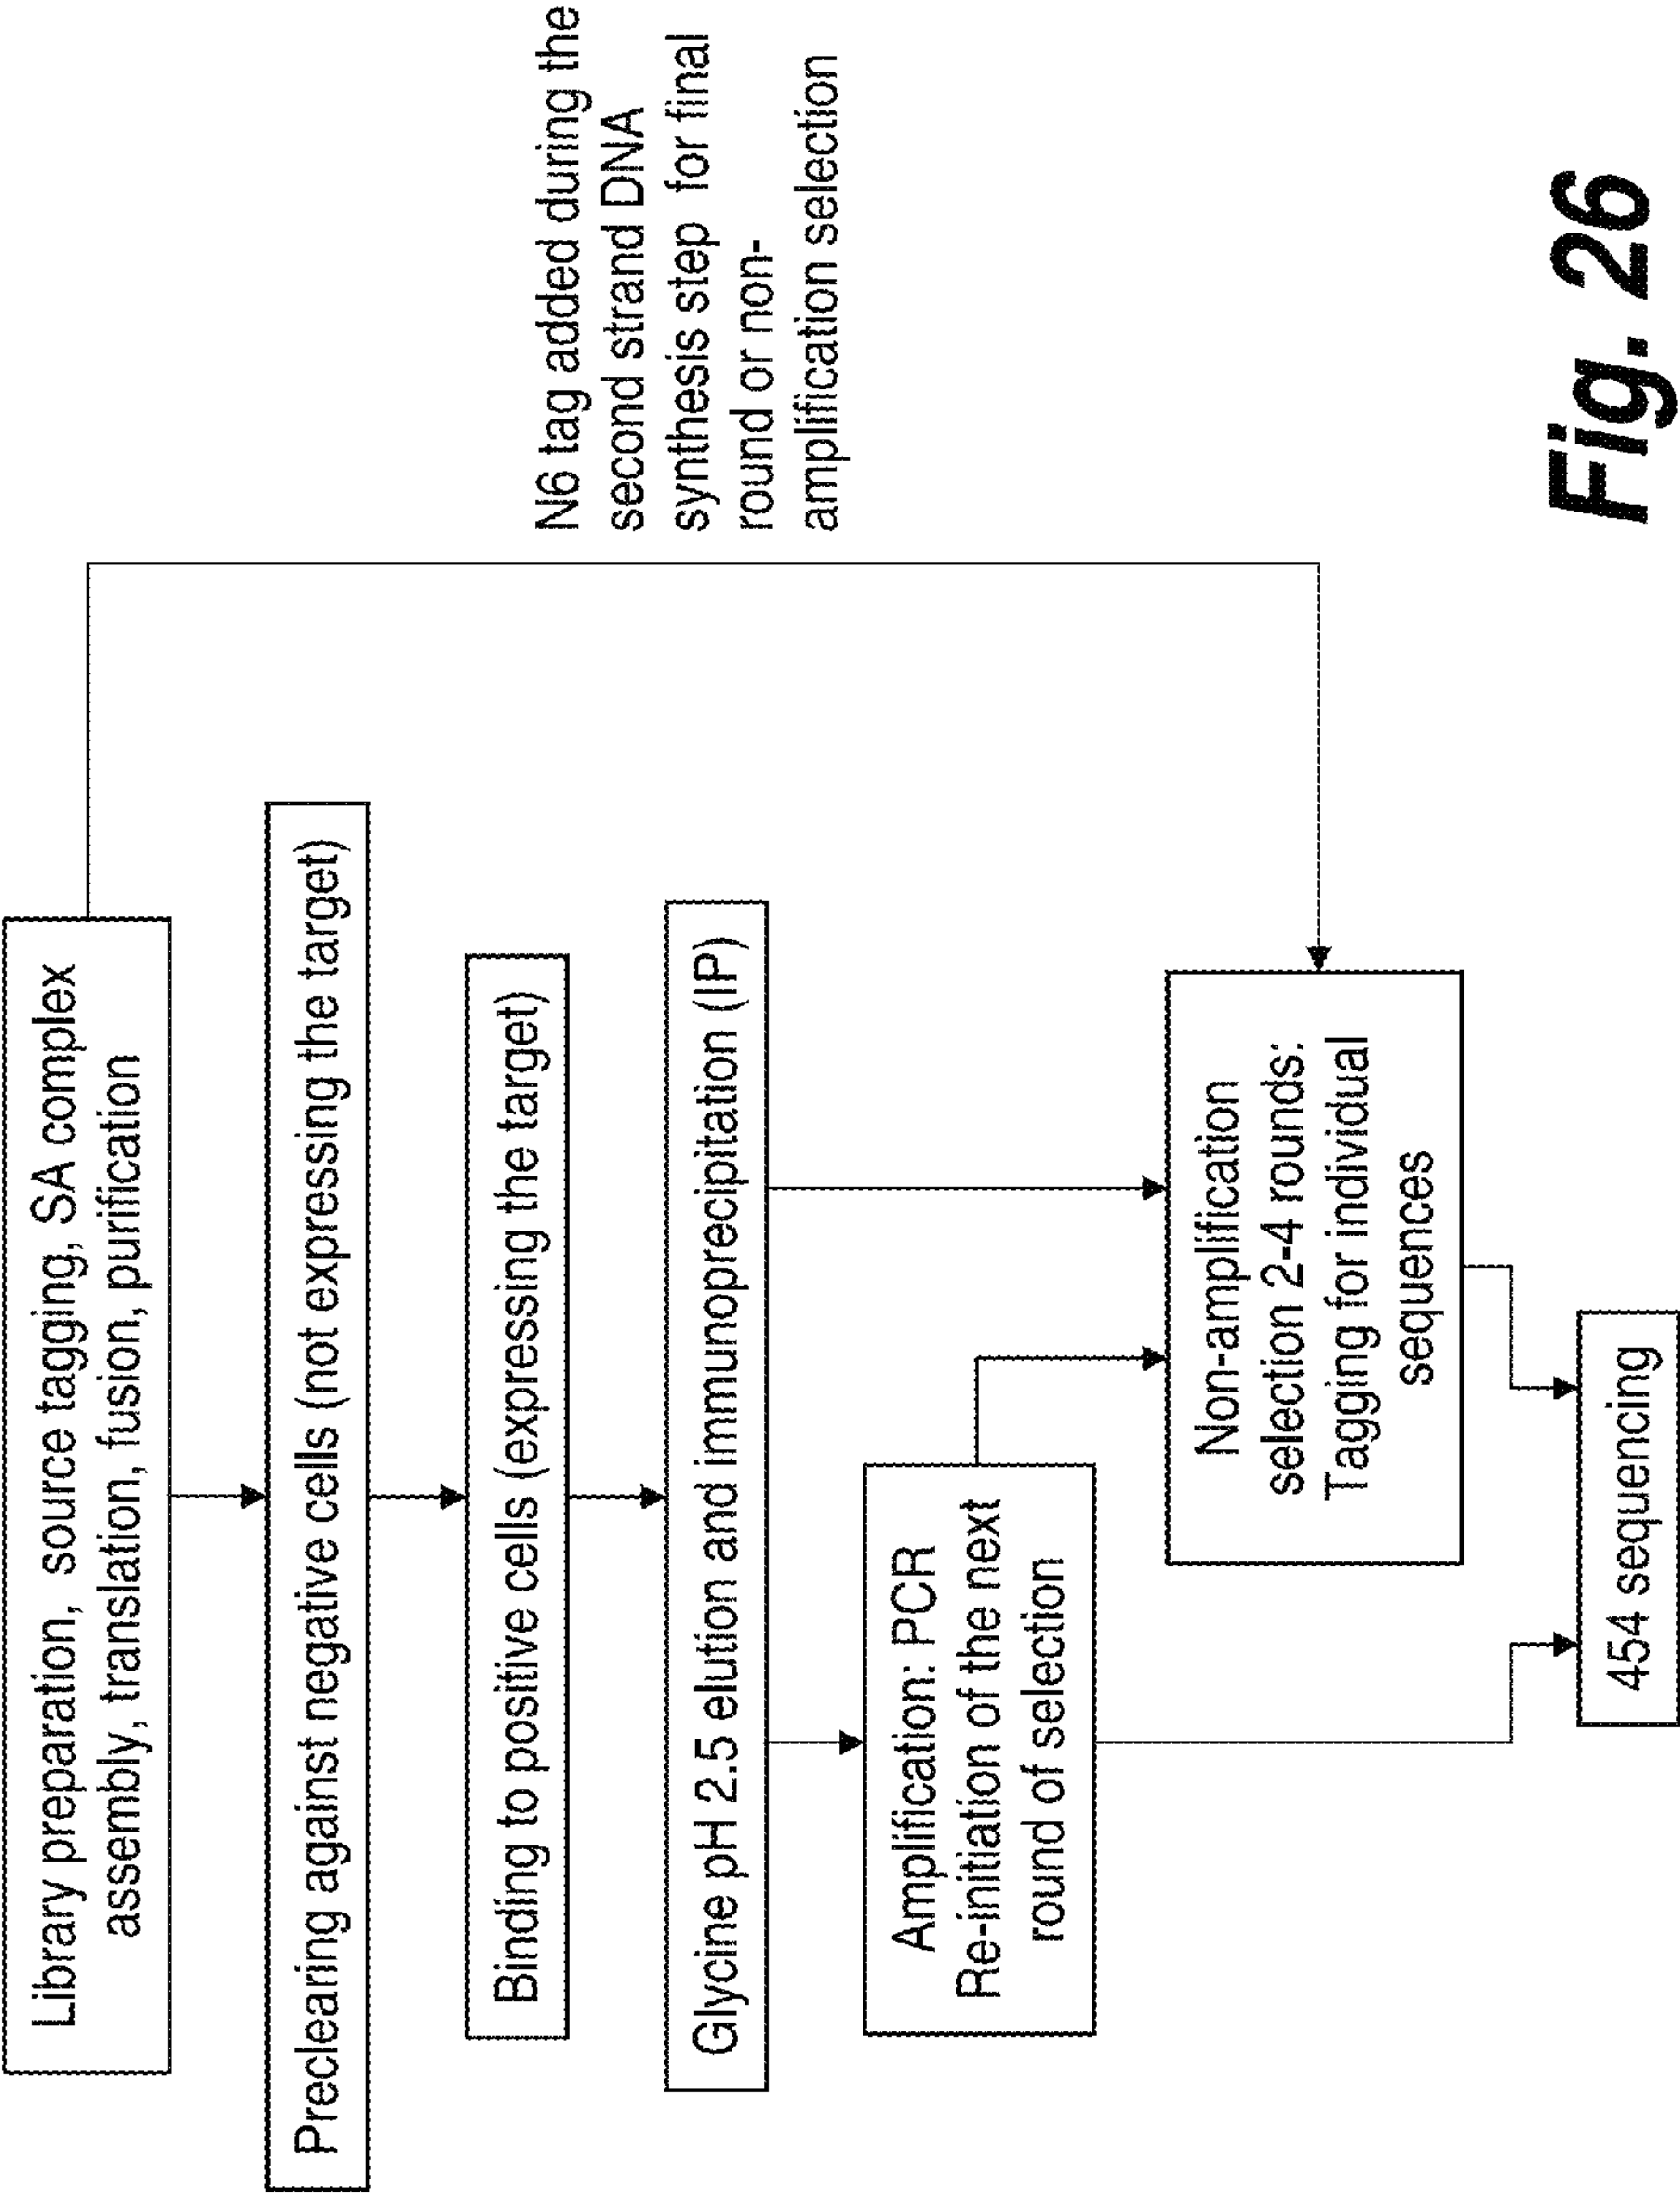 Library preparation, source tagging, SA complex
assembly, translation, fusion, purification
Preclearing against negative cells (not expressing the target)
Binding to positive cells (expressing the target)
Glycine pH 2.5 elution and immunoprecipitation (IP)
Amplification: PCR
Re-initiation of the next
round of selection
Non-amplification
selection 2-4 rounds:
Tagging for individual
sequences
454 sequencing
N6 tag added during the
second strand DNA
synthesis step for final
round or non-
amplification selection
Fig. 26